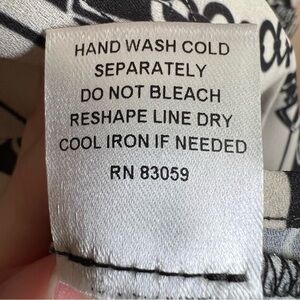 HAND WASH COLD
SEPARATELY
DO NOT BLEACH
RESHAPE LINE DRY
COOL IRON IF NEEDED
RN 83059